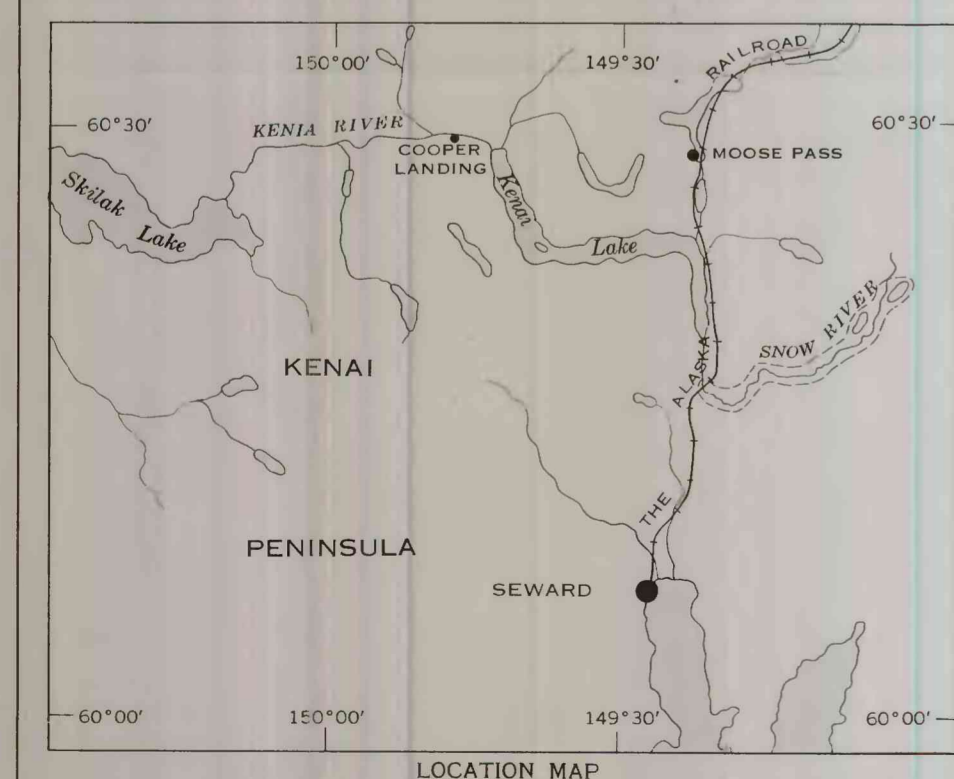 150°00'
149°30'
RAILROAD
60°30'
KENIA RIVER
60°30'
COOPER
LANDING
MOOSE PASS
Skilak
Lake
Kenai
Lake
SNOW RIVER
ALASKA
KENAI
THE
PENINSULA
SEWARD
60°00'
150°00'
149°30'
60°00'
LOCATION MAP